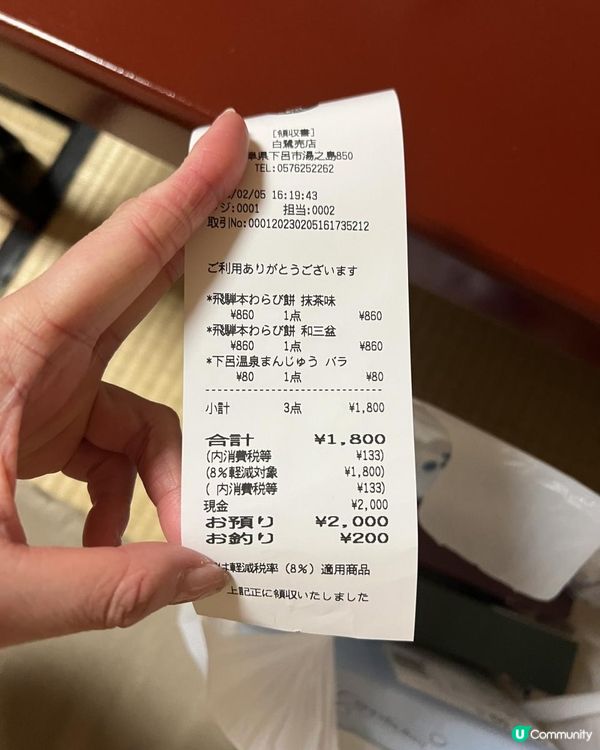 [領収書]
白鷺売店
阜県下呂市湯之島850
TEL:0576252262
/02/05 16:19:43
ジ:0001 担当:0002
取引No:000120230205161735212
ご利用ありがとうございます
*飛騨本わらび餅 抹茶味
¥860 1点 ¥860
*飛騨本わらび餅 和三盆
¥860 1点 ¥860
*下呂温泉まんじゅう バラ
¥80 1点 ¥80
小計 3点 ¥1,800
合計 ¥1,800
(内消費税等 ¥133)
(8%軽減対象 ¥1,800)
( 内消費税等 ¥133)
現金 ¥2,000
お預り ¥2,000
お釣り ¥200
は軽減税率(8%)適用商品
上記正に領収いたしました
U Community